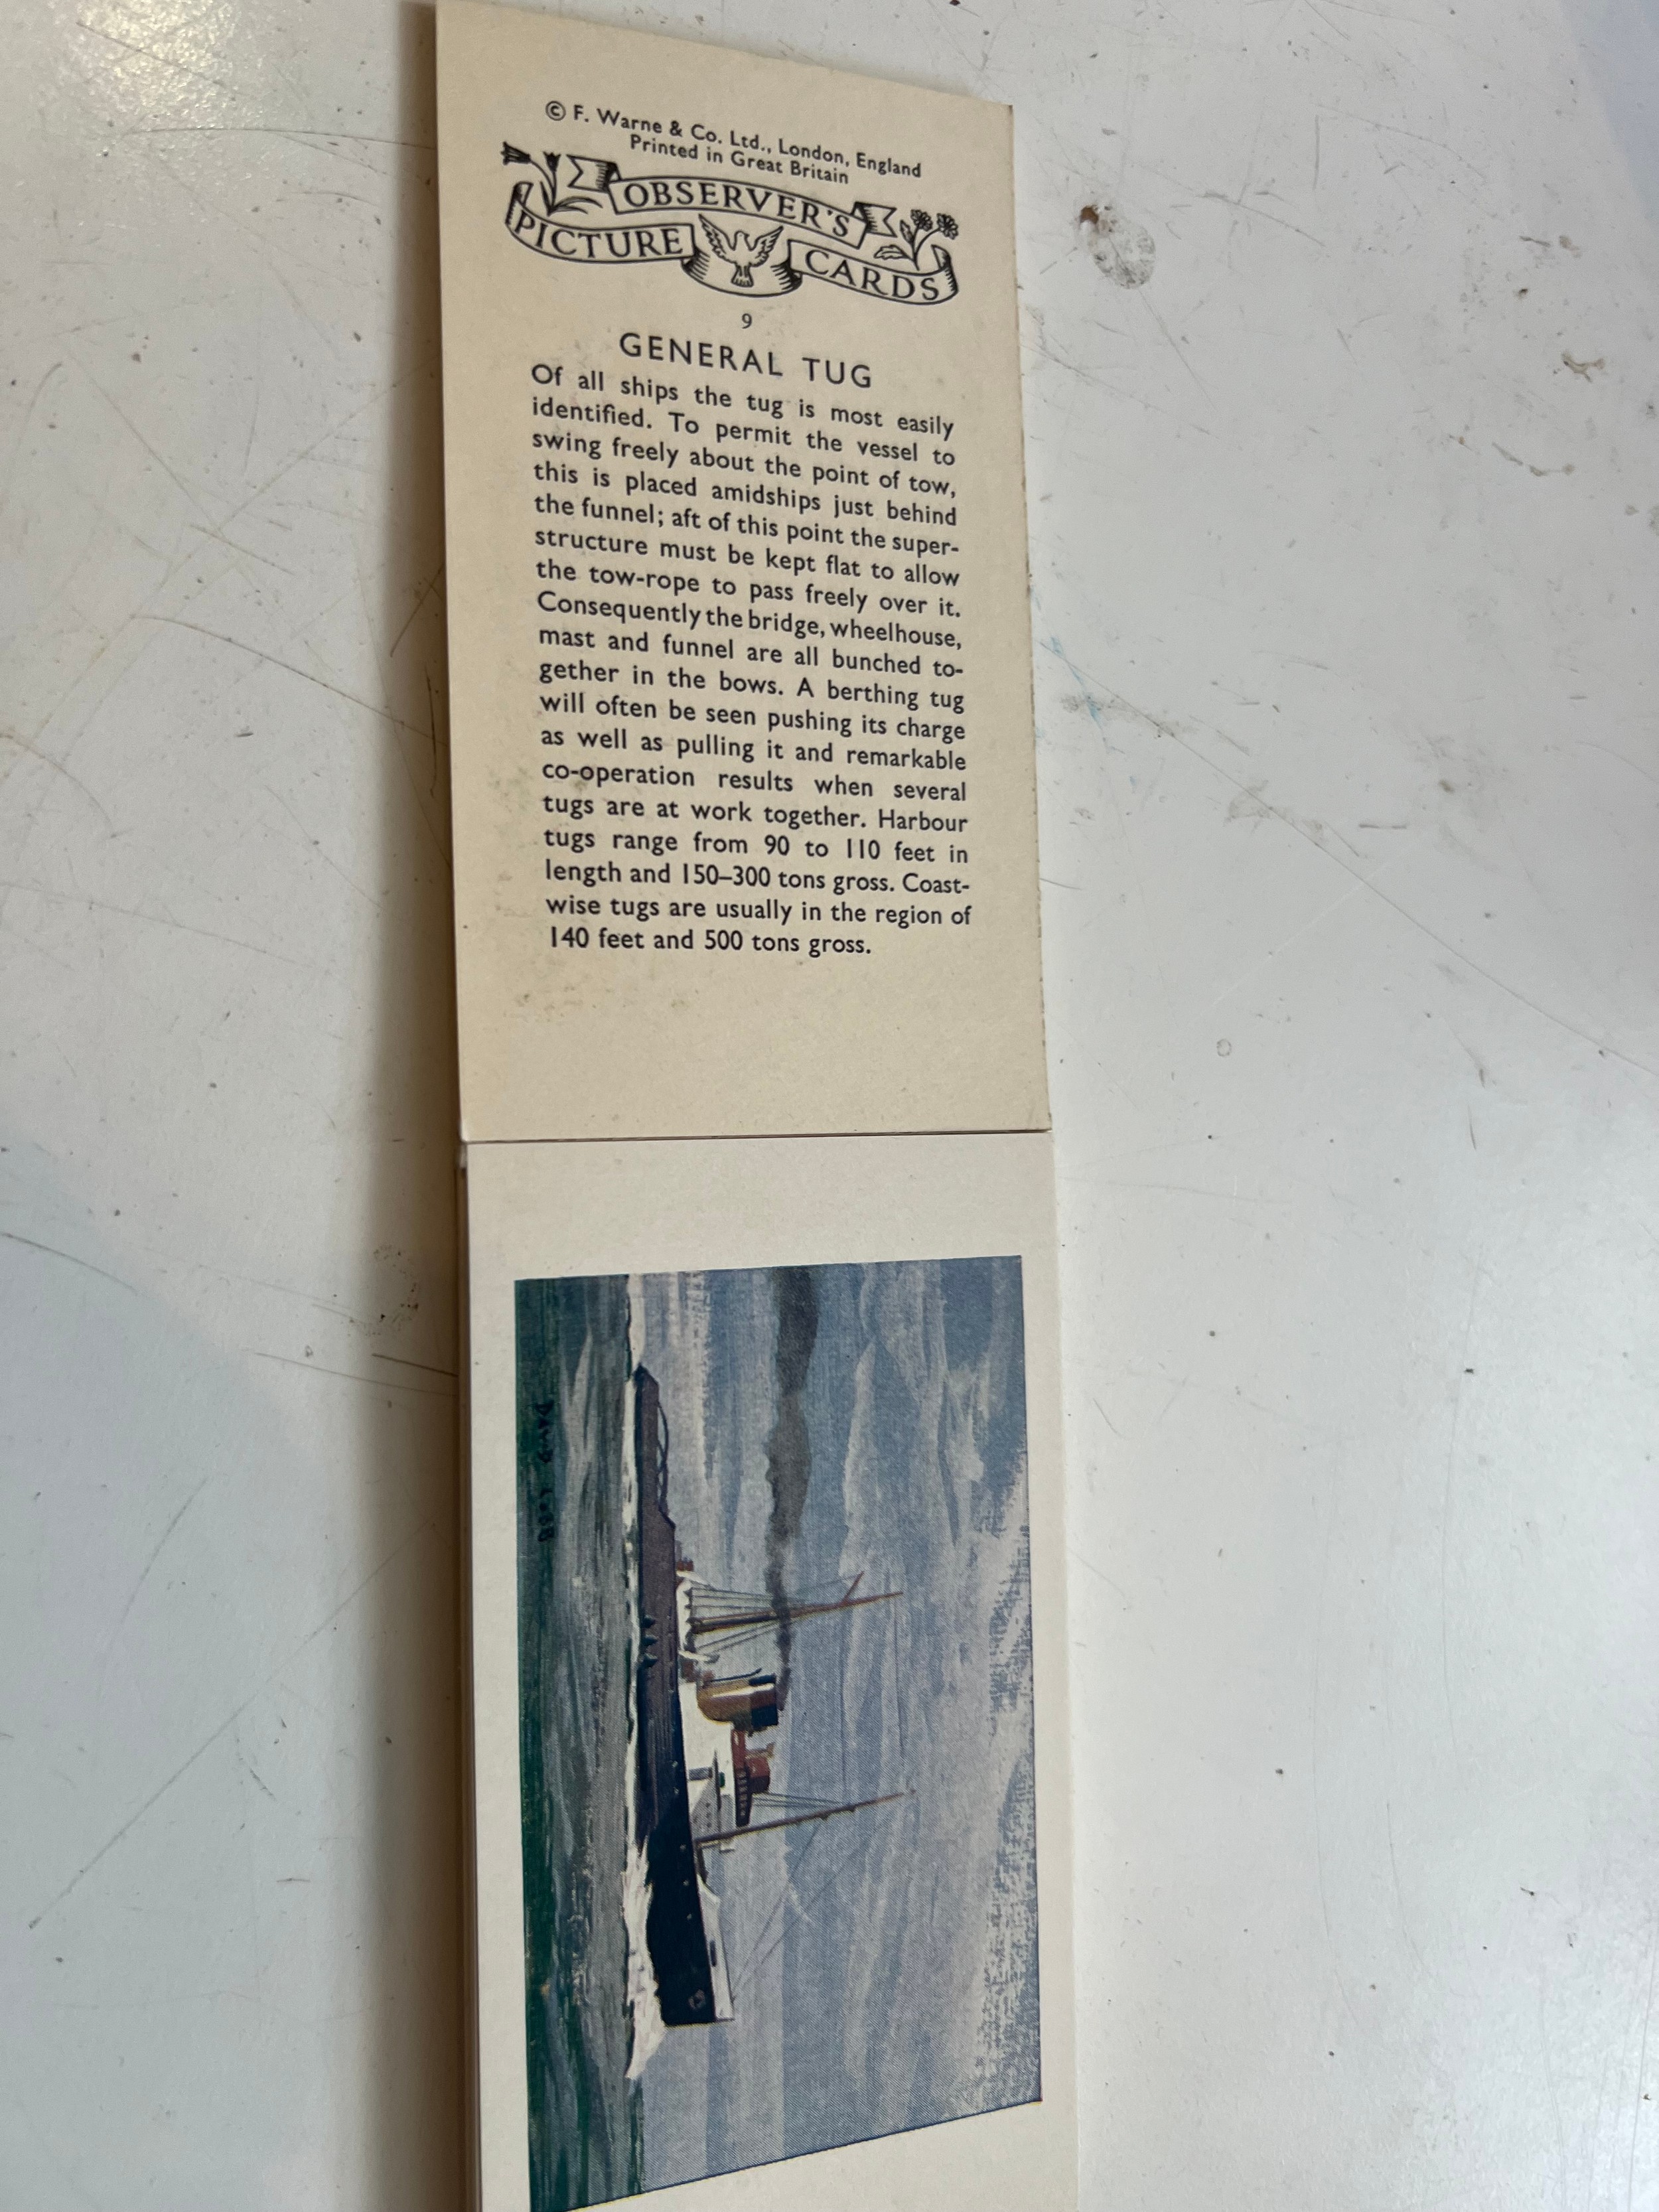 © F. Warne & Co. Ltd., London, England
Printed in Great Britain
OBSERVER'S
PICTURE CARDS
9
GENERAL TUG
Of all ships the tug is most easily
identified. To permit the vessel to
swing freely about the point of tow,
this is placed amidships just behind
the funnel; aft of this point the super-
structure must be kept flat to allow
the tow-rope to pass freely over it.
Consequently the bridge, wheelhouse,
mast and funnel are all bunched to-
gether in the bows. A berthing tug
will often be seen pushing its charge
as well as pulling it and remarkable
co-operation results when several
tugs are at work together. Harbour
tugs range from 90 to 110 feet in
length and 150–300 tons gross. Coast-
wise tugs are usually in the region of
140 feet and 500 tons gross.
DAVID COBB